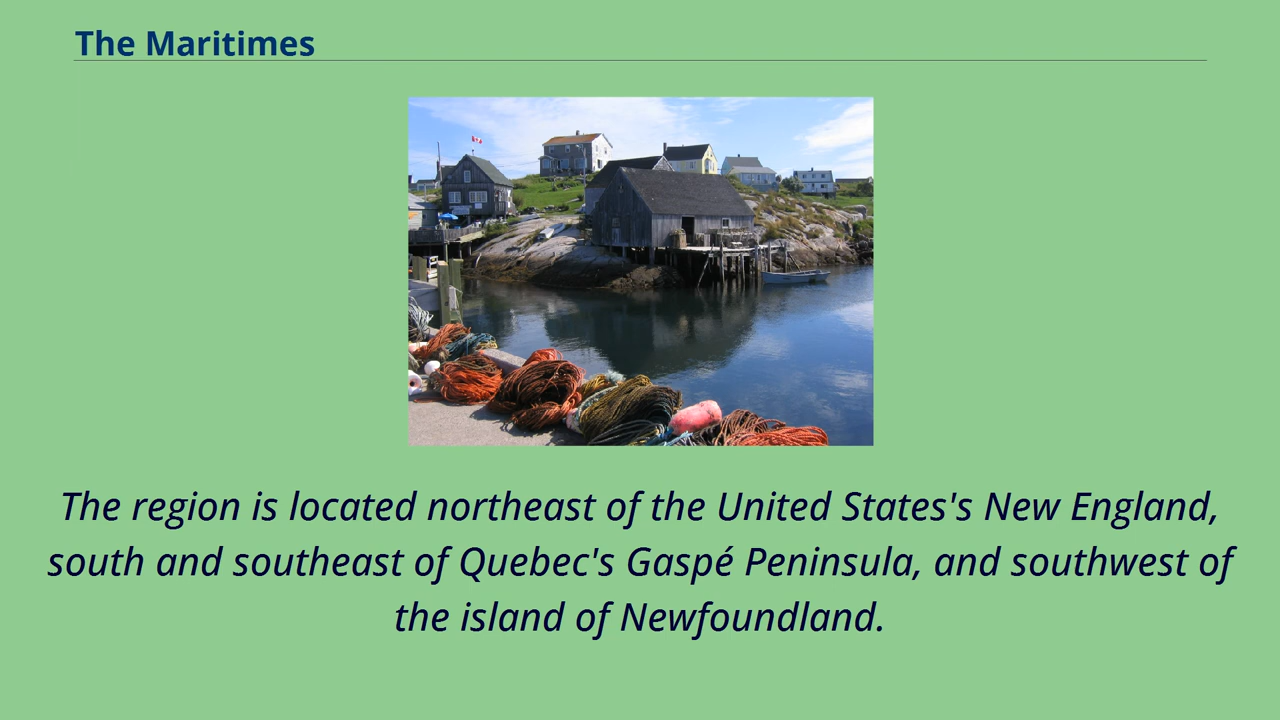 The Maritimes
The region is located northeast of the United States's New England,
south and southeast of Quebec's Gaspé Peninsula, and southwest of
the island of Newfoundland.